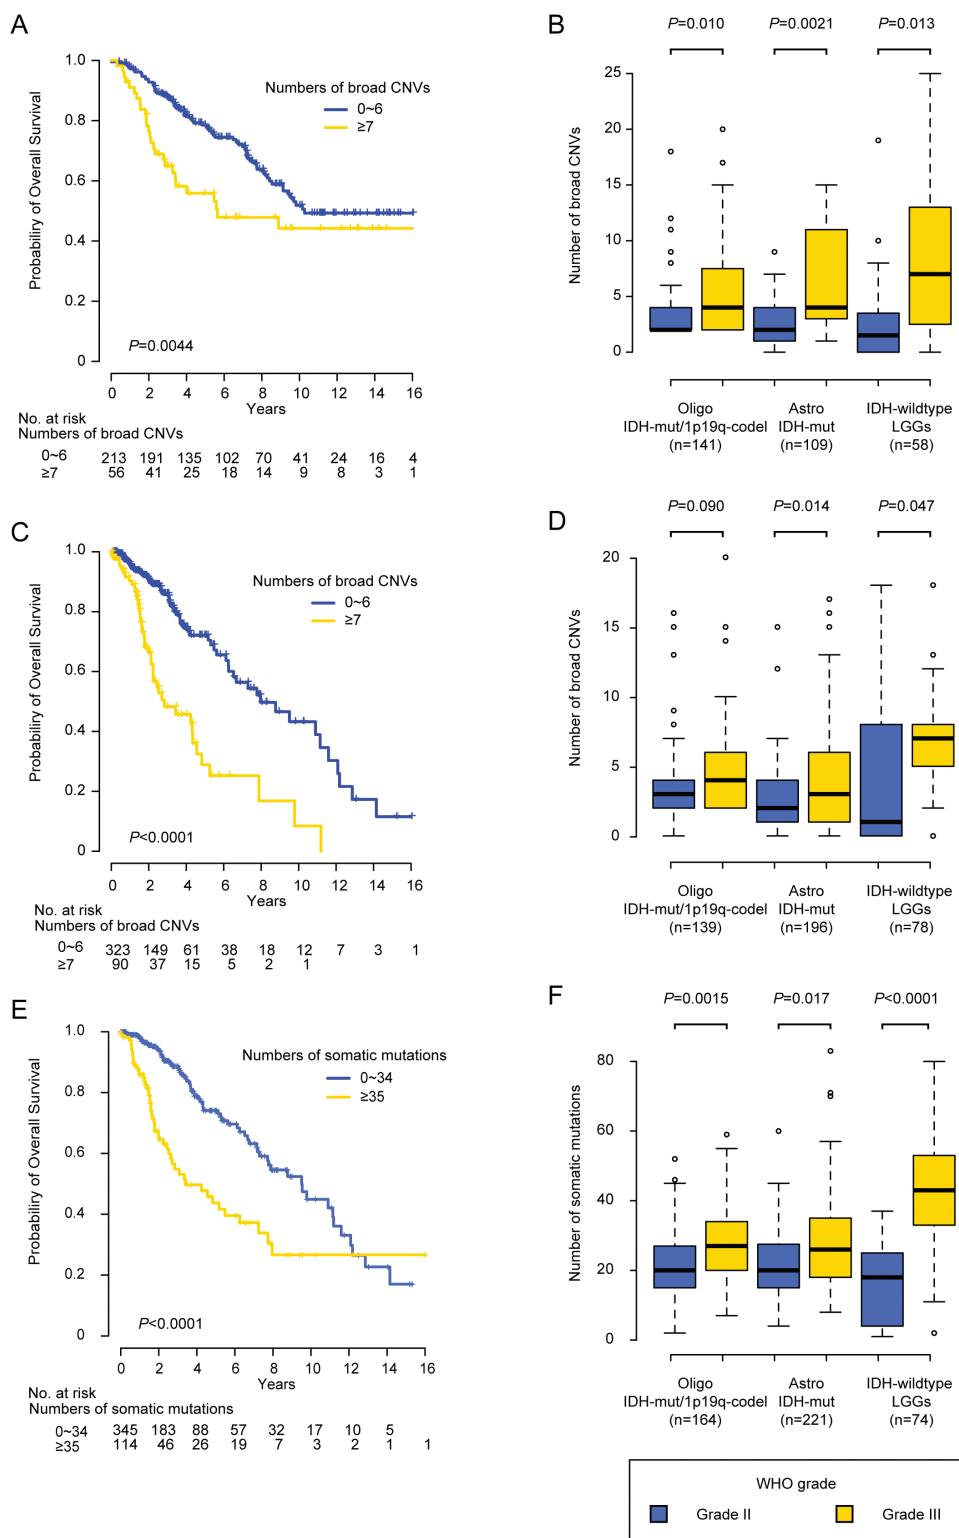 A
Probabiliry of Overall Survival
1.0
0.8
0.6
0.4
0.2
0
Numbers of broad CNVs
0~6
≥7
P=0.0044
0 2 4 6 8 10 12 14 16
Years
No. at risk
Numbers of broad CNVs
0~6 213 191 135 102 70 41 24 16 4
≥7 56 41 25 18 14 9 8 3 1
B
P=0.010 P=0.0021 P=0.013
Number of broad CNVs
25
20
15
10
5
0
Oligo Astro IDH-wildtype
IDH-mut/1p19q-codel IDH-mut LGGs
(n=141) (n=109) (n=58)
C
Probabiliry of Overall Survival
1.0
0.8
0.6
0.4
0.2
0
Numbers of broad CNVs
0~6
≥7
P<0.0001
0 2 4 6 8 10 12 14 16
Years
No. at risk
Numbers of broad CNVs
0~6 323 149 61 38 18 12 7 3 1
≥7 90 37 15 5 2 1
D
P=0.090 P=0.014 P=0.047
Number of broad CNVs
20
15
10
5
0
Oligo Astro IDH-wildtype
IDH-mut/1p19q-codel IDH-mut LGGs
(n=139) (n=196) (n=78)
E
Probabiliry of Overall Survival
1.0
0.8
0.6
0.4
0.2
0
Numbers of somatic mutations
0~34
≥35
P<0.0001
0 2 4 6 8 10 12 14 16
Years
No. at risk
Numbers of somatic mutations
0~34 345 183 88 57 32 17 10 5
≥35 114 46 26 19 7 3 2 1 1
F
P=0.0015 P=0.017 P<0.0001
Number of somatic mutations
80
60
40
20
0
Oligo Astro IDH-wildtype
IDH-mut/1p19q-codel IDH-mut LGGs
(n=164) (n=221) (n=74)
WHO grade
Grade II Grade III